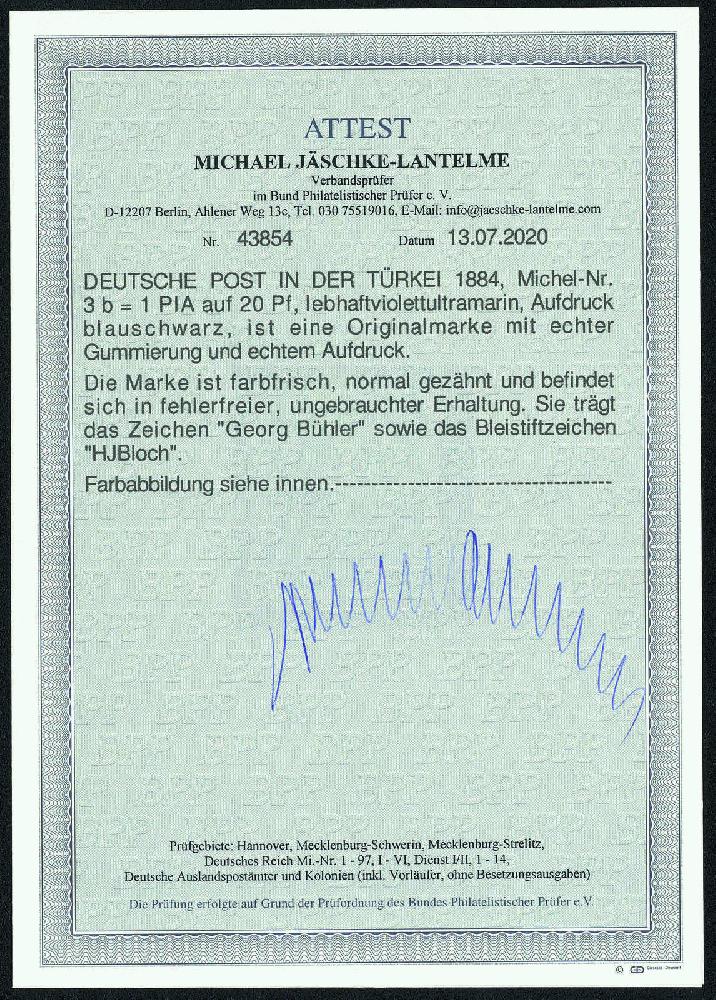 ATTEST
MICHAEL JÄSCHKE-LANTELME
Verbandsprüfer
im Bund Philatelistischer Prüfer e. V.
D-12207 Berlin, Ahlener Weg 13c, Tel. 030 75519016, E-Mail: info@jaeschke-lantelme.com
Nr. 43854 Datum 13.07.2020
DEUTSCHE POST IN DER TÜRKEI 1884, Michel-Nr.
3 b = 1 PIA auf 20 Pf, lebhaftviolettultramarin, Aufdruck
blauschwarz, ist eine Originalmarke mit echter
Gummierung und echtem Aufdruck.
Die Marke ist farbfrisch, normal gezähnt und befindet
sich in fehlerfreier, ungebrauchter Erhaltung. Sie trägt
das Zeichen "Georg Bühler" sowie das Bleistiftzeichen
"HJBloch".
Farbabbildung siehe innen.--------------------------------------
Prüfgebiete: Hannover, Mecklenburg-Schwerin, Mecklenburg-Strelitz,
Deutsches Reich Mi.-Nr. 1 - 97, I - VI, Dienst I/II, 1 - 14,
Deutsche Auslandspostämter und Kolonien (inkl. Vorläufer, ohne Besetzungsausgaben)
Die Prüfung erfolgte auf Grund der Prüfordnung des Bundes Philatelistischer Prüfer e.V.